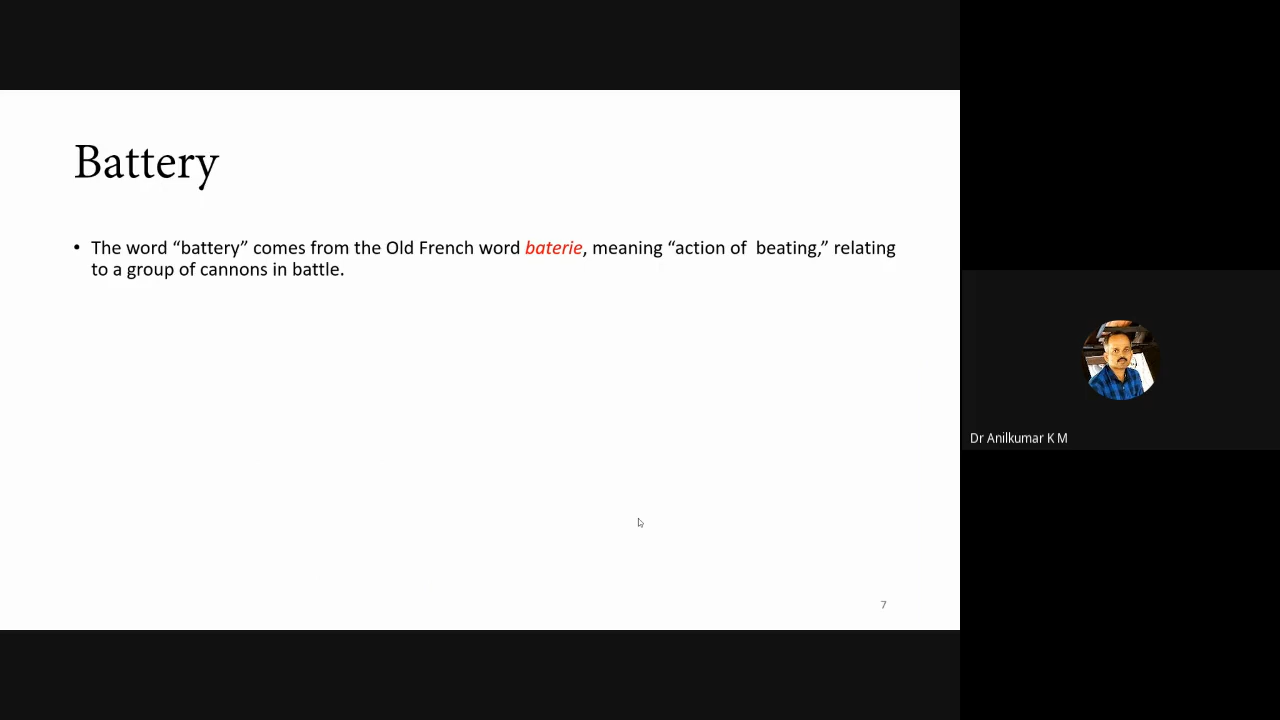 Battery
• The word “battery” comes from the Old French word baterie, meaning “action of  beating,” relating
to a group of cannons in battle.
Dr Anilkumar K M
7